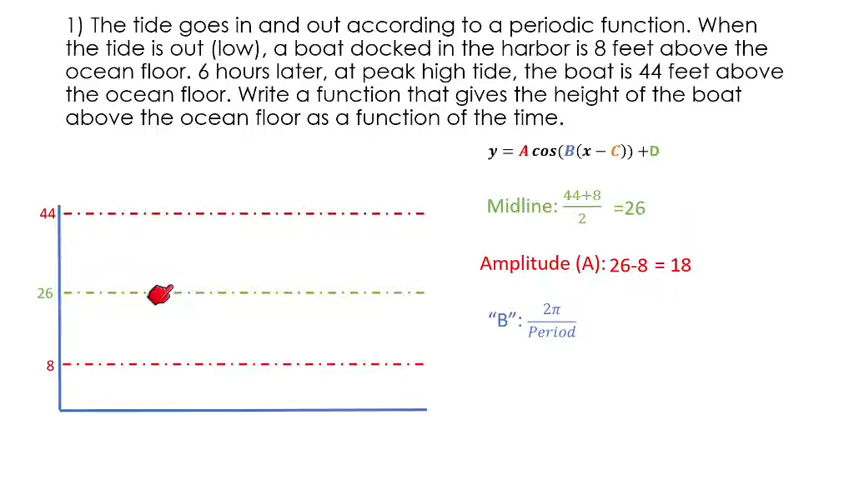 1) The tide goes in and out according to a periodic function. When
the tide is out (low), a boat docked in the harbor is 8 feet above the
ocean floor. 6 hours later, at peak high tide, the boat is 44 feet above
the ocean floor. Write a function that gives the height of the boat
above the ocean floor as a function of the time.
y = A cos(B(x − C)) +D
Midline: 44+8/2 =26
Amplitude (A): 26-8 = 18
"B": 2π/Period
44
26
8